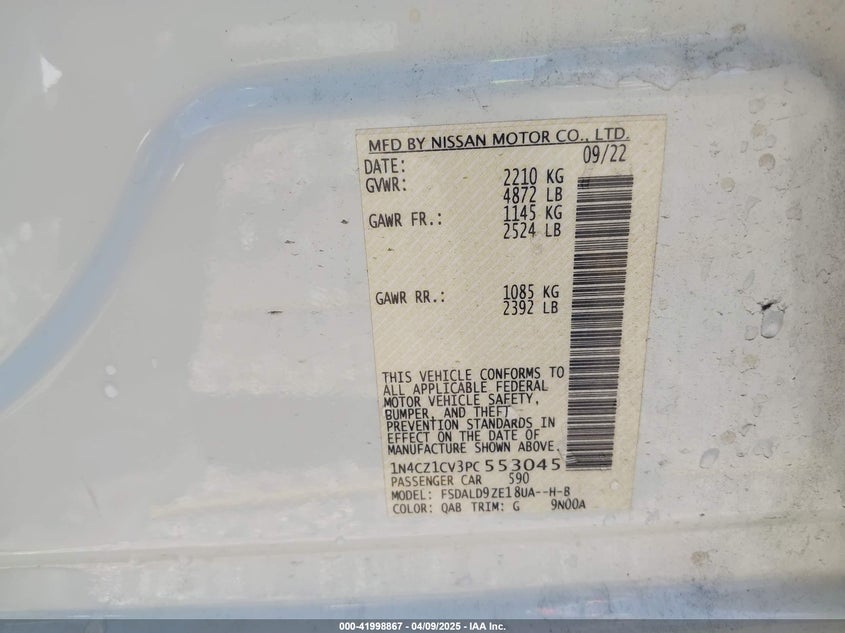 MFD BY NISSAN MOTOR CO., LTD.
DATE: 09/22
GVWR: 2210 KG
4872 LB
GAWR FR.: 1145 KG
2524 LB
GAWR RR.: 1085 KG
2392 LB
THIS VEHICLE CONFORMS TO
ALL APPLICABLE FEDERAL
MOTOR VEHICLE SAFETY,
BUMPER, AND THEFT
PREVENTION STANDARDS IN
EFFECT ON THE DATE OF
MANUFACTURE SHOWN ABOVE.
1N4CZ1CV3PC553045
PASSENGER CAR 590
MODEL: FSDALD9ZE18UA--H-B
COLOR: QAB TRIM: G 9N00A
000-41998867 - 04/09/2025 - IAA Inc.